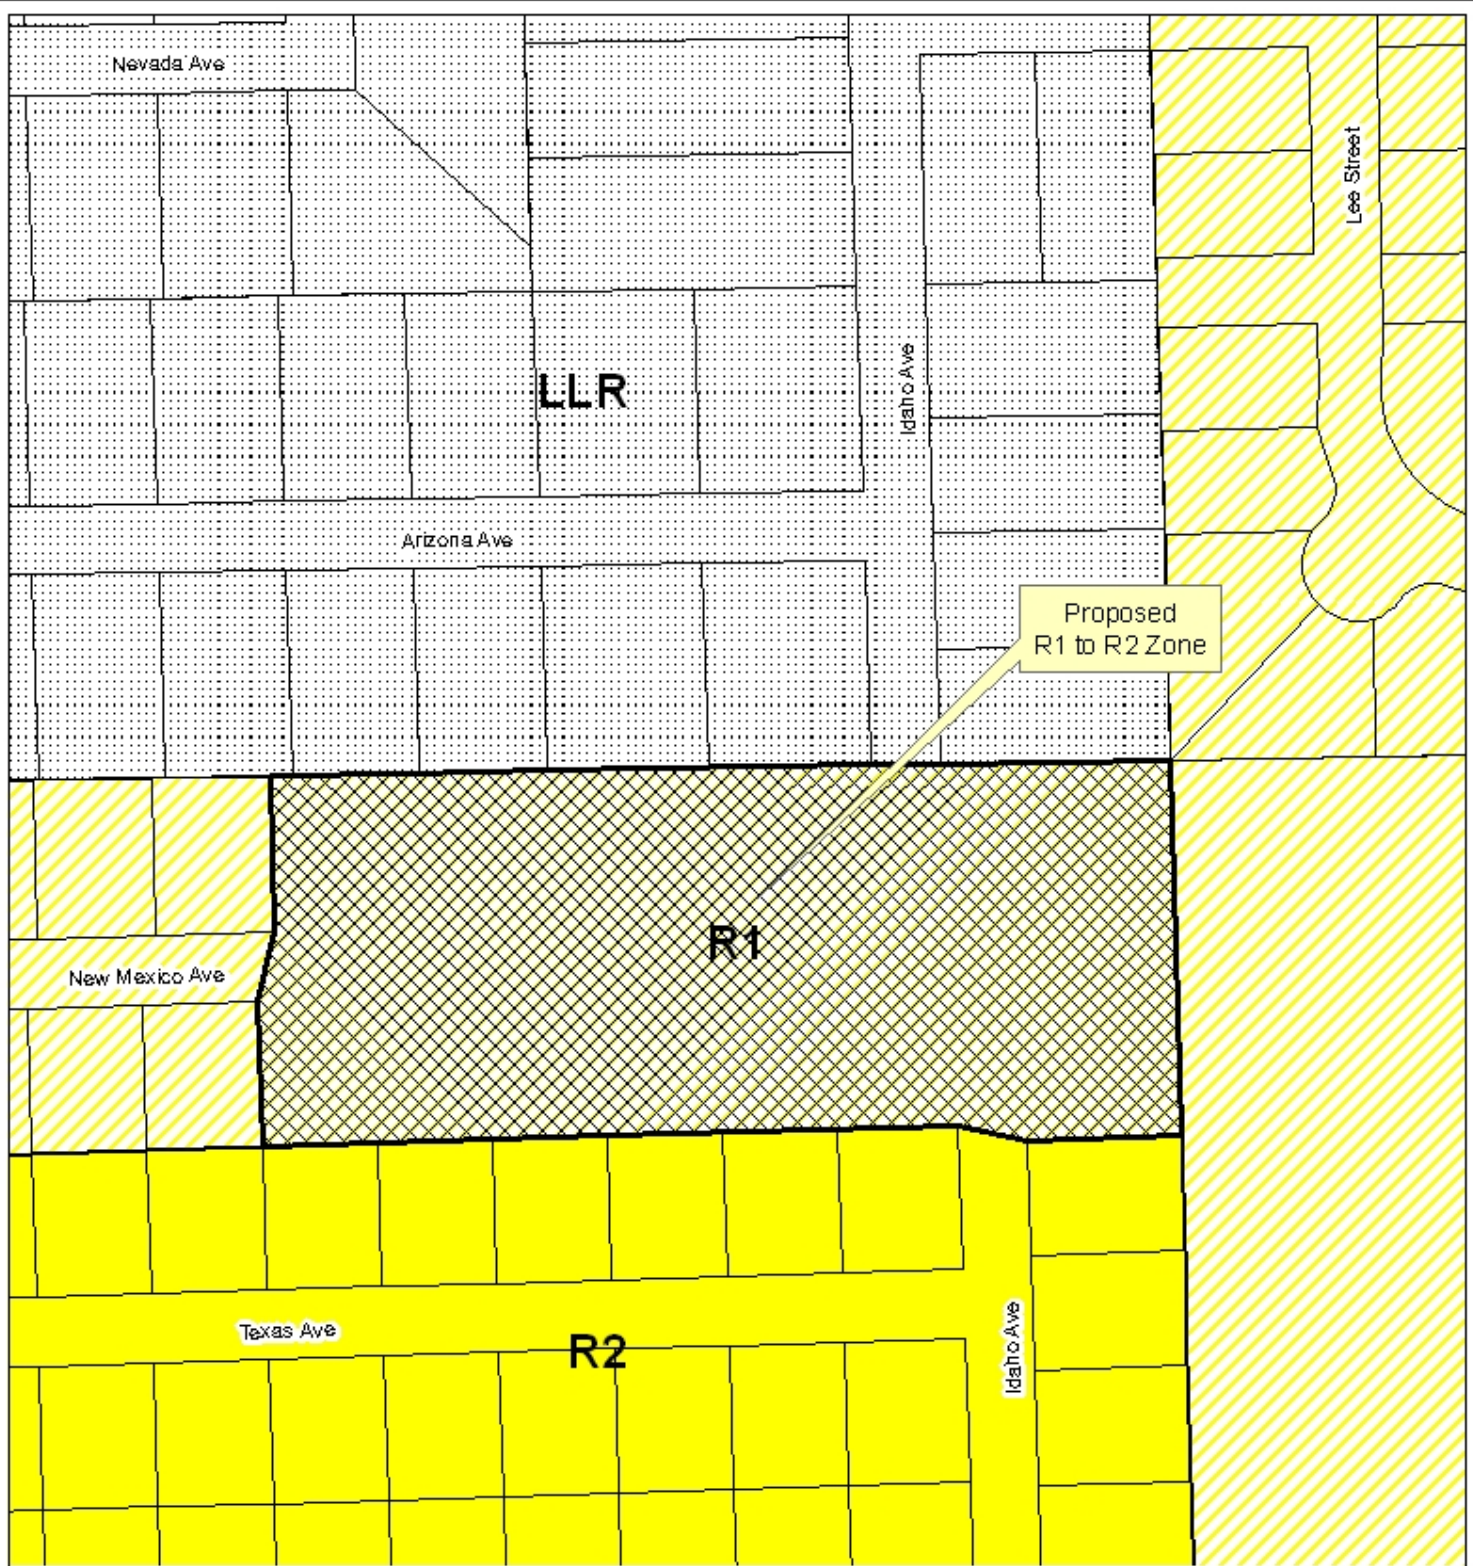 Nevada Ave
Lee Street
Idaho Ave
LLR
Arizona Ave
Proposed
R1 to R2 Zone
R1
New Mexico Ave
Texas Ave
R2
Idaho Ave